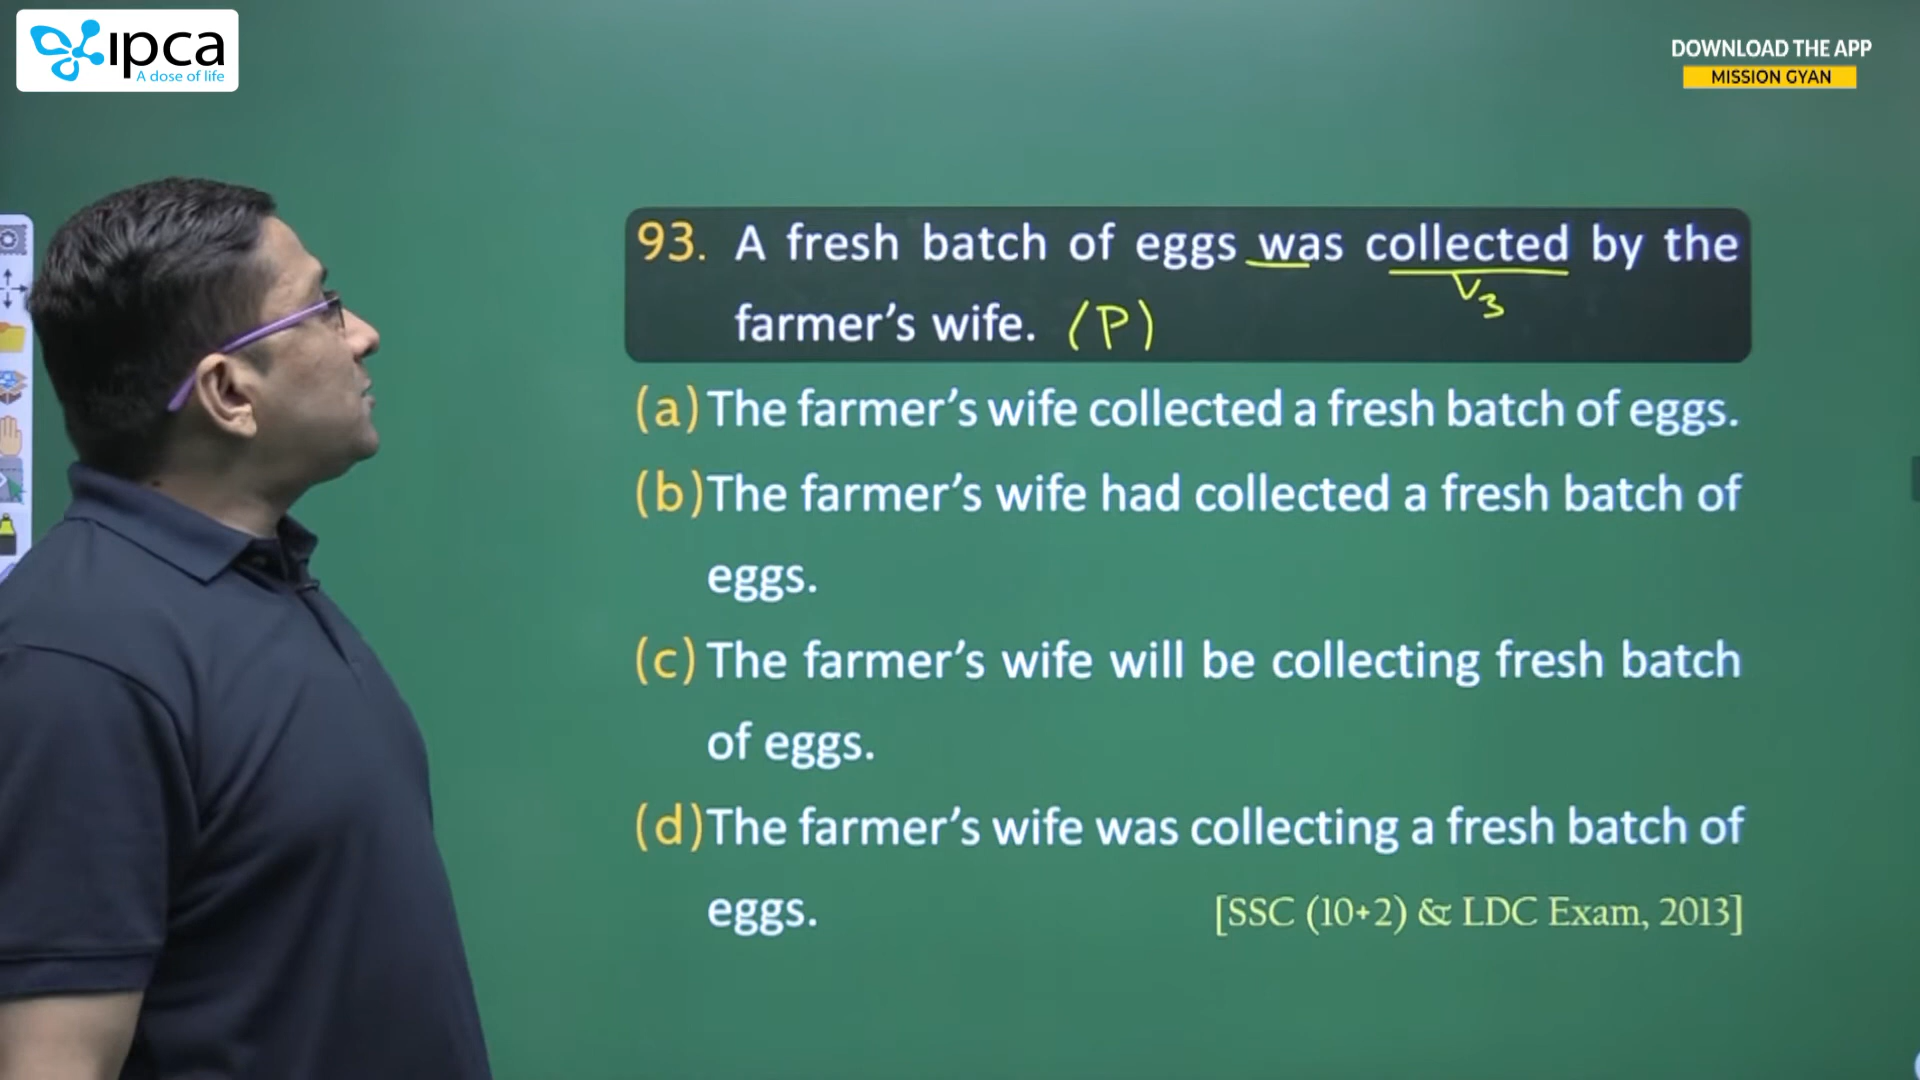 ipca
A dose of life
DOWNLOAD THE APP
MISSION GYAN
93. A fresh batch of eggs was collected by the
V3
farmer's wife. (P)
(a) The farmer's wife collected a fresh batch of eggs.
(b) The farmer's wife had collected a fresh batch of
eggs.
(c) The farmer's wife will be collecting fresh batch
of eggs.
(d) The farmer's wife was collecting a fresh batch of
eggs.
[SSC (10+2) & LDC Exam, 2013]